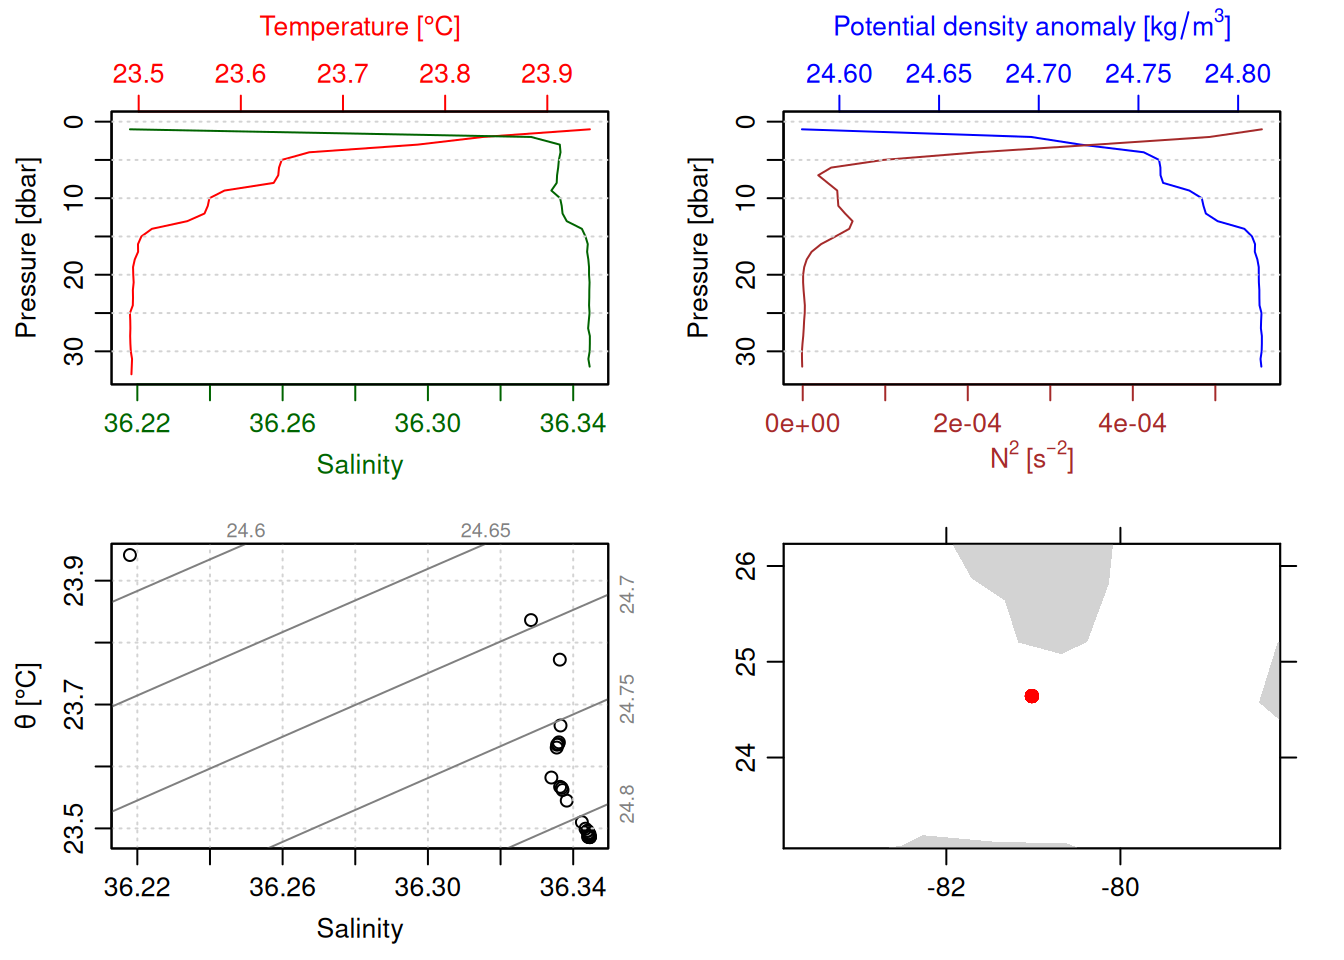 Temperature [°C]
23.5 23.6 23.7 23.8 23.9
Pressure [dbar]
0 10 20 30
36.22 36.26 36.30 36.34
Salinity
Potential density anomaly [kg/m³]
24.60 24.65 24.70 24.75 24.80
Pressure [dbar]
0 10 20 30
0e+00 2e-04 4e-04
N² [s⁻²]
24.6 24.65
24.7
24.75
24.8
θ [°C]
23.9 23.7 23.5
36.22 36.26 36.30 36.34
Salinity
26
25
24
-82 -80